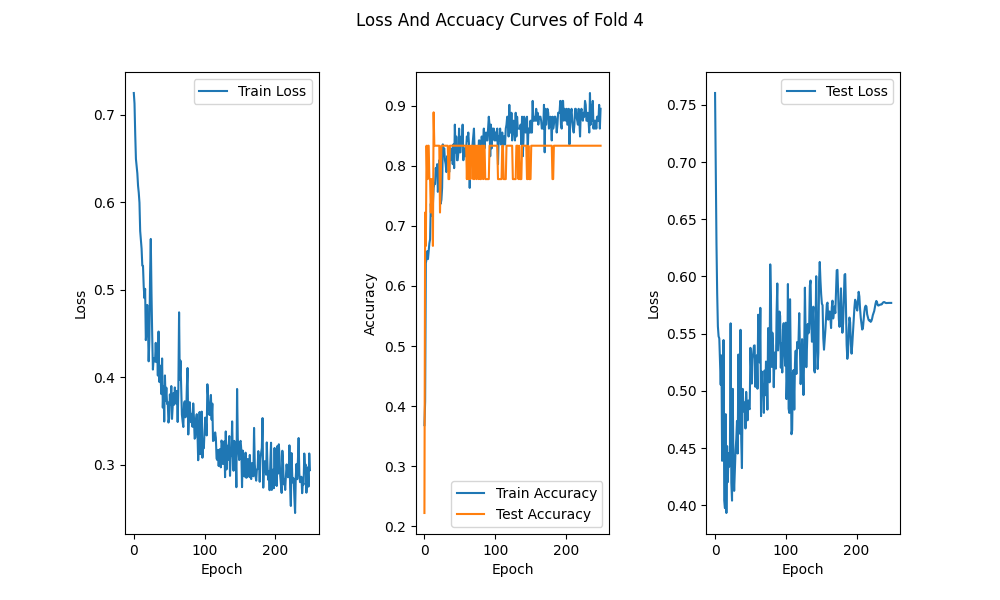 Loss And Accuacy Curves of Fold 4
Train Loss
0.7
0.6
0.5
0.4
0.3
Loss
0
100
200
Epoch
0.9
0.8
0.7
0.6
0.5
0.4
0.3
0.2
Accuracy
Train Accuracy
Test Accuracy
0
100
200
Epoch
Test Loss
0.75
0.70
0.65
0.60
0.55
0.50
0.45
0.40
Loss
0
100
200
Epoch